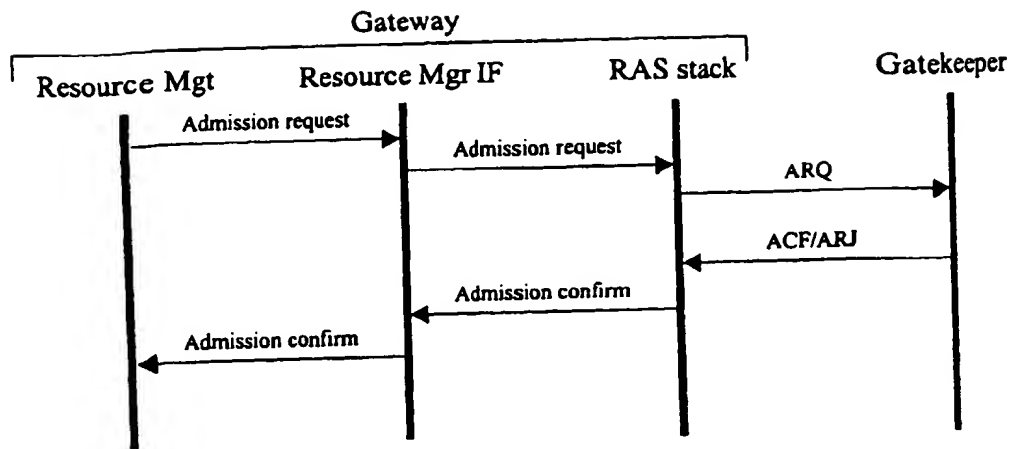 Gateway
Resource Mgt
Resource Mgr IF
RAS stack
Gatekeeper
Admission request
Admission request
ARQ
ACF/ARJ
Admission confirm
Admission confirm